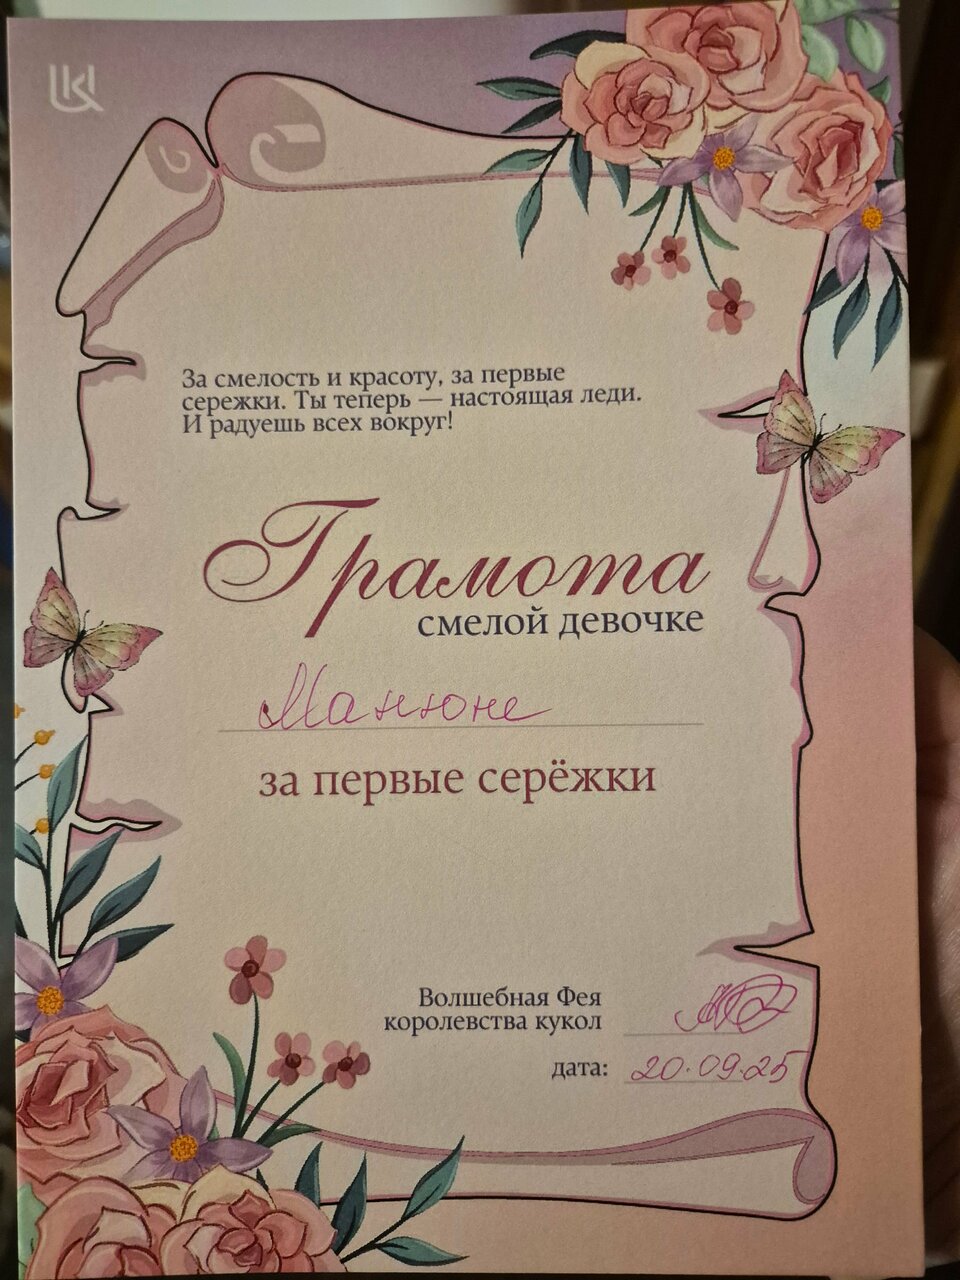 За смелость и красоту, за первые
сережки. Ты теперь — настоящая леди.
И радуешь всех вокруг!
Грамота
смелой девочке
Манюне
за первые серёжки
Волшебная Фея
королевства кукол
дата: 20.09.25